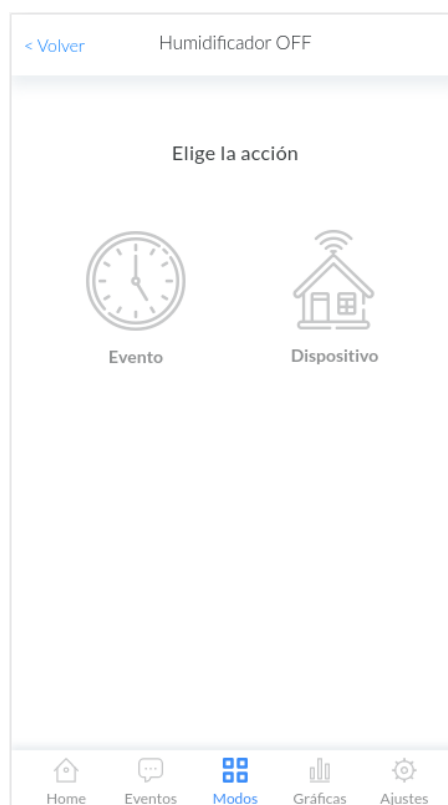 < Volver
Humidificador OFF
Elige la acción
Evento
Dispositivo
Home
Eventos
Modos
Gráficas
Ajustes